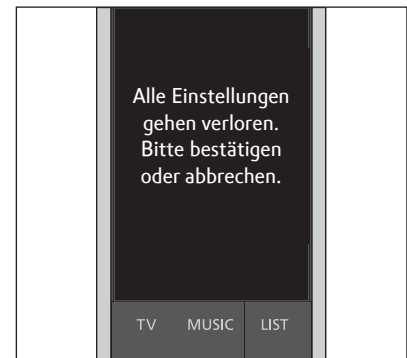 Alle Einstellungen
gehen verloren.
Bitte bestätigen
oder abbrechen.
TV MUSIC LIST